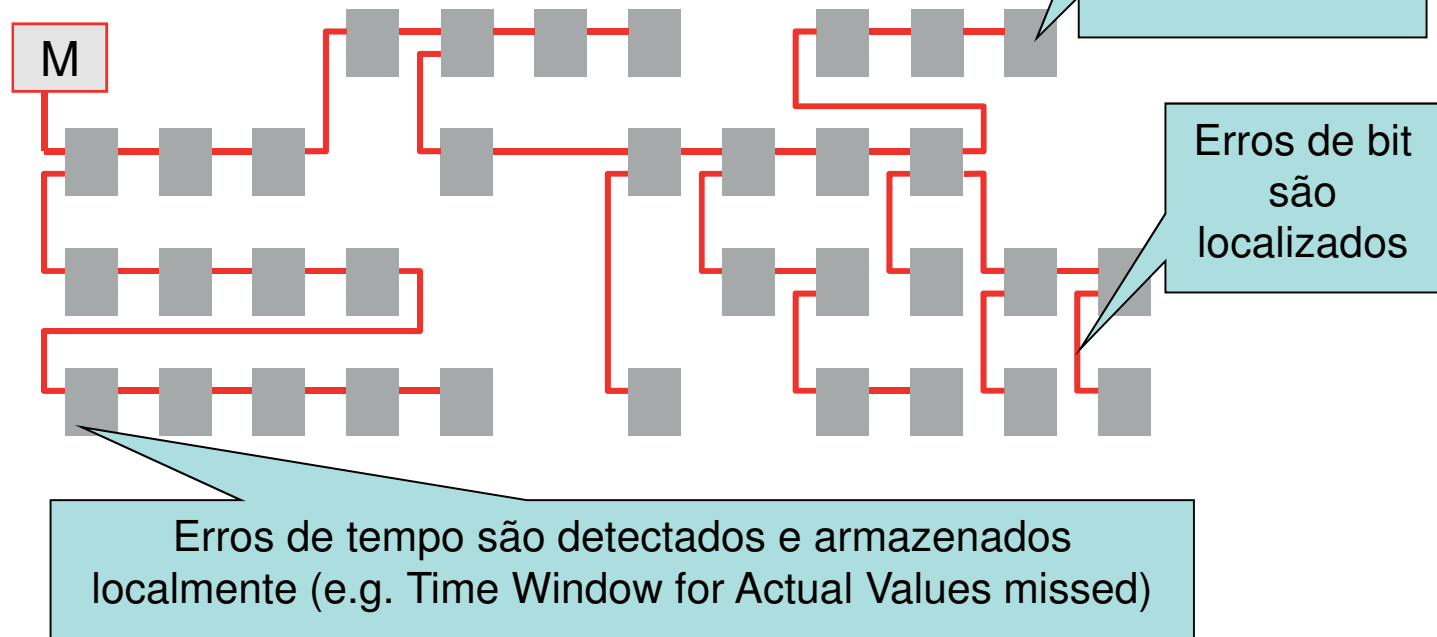 M
Erros de bit
são
localizados
Erros de tempo são detectados e armazenados
localmente (e.g. Time Window for Actual Values missed)